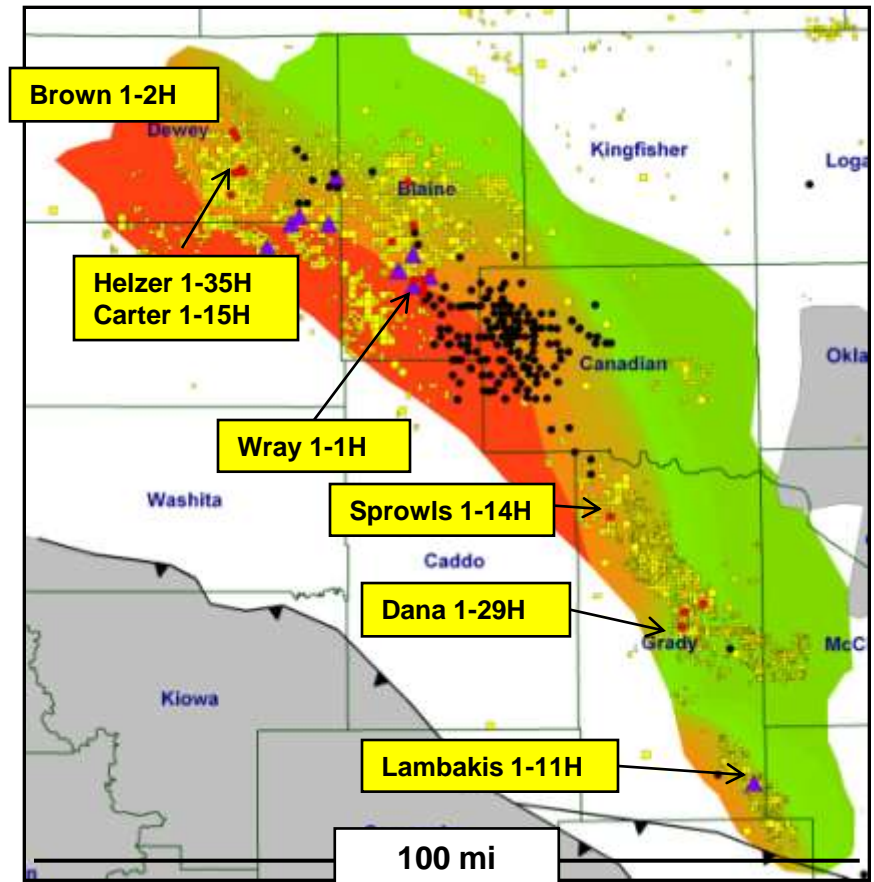 Brown 1-2H
Dewey
Kingfisher
Loga
Blaine
Helzer 1-35H
Carter 1-15H
Canadian
Okla
Wray 1-1H
Washita
Sprowls 1-14H
Caddo
Dana 1-29H
Grady
McCl
Kiowa
Lambakis 1-11H
100 mi